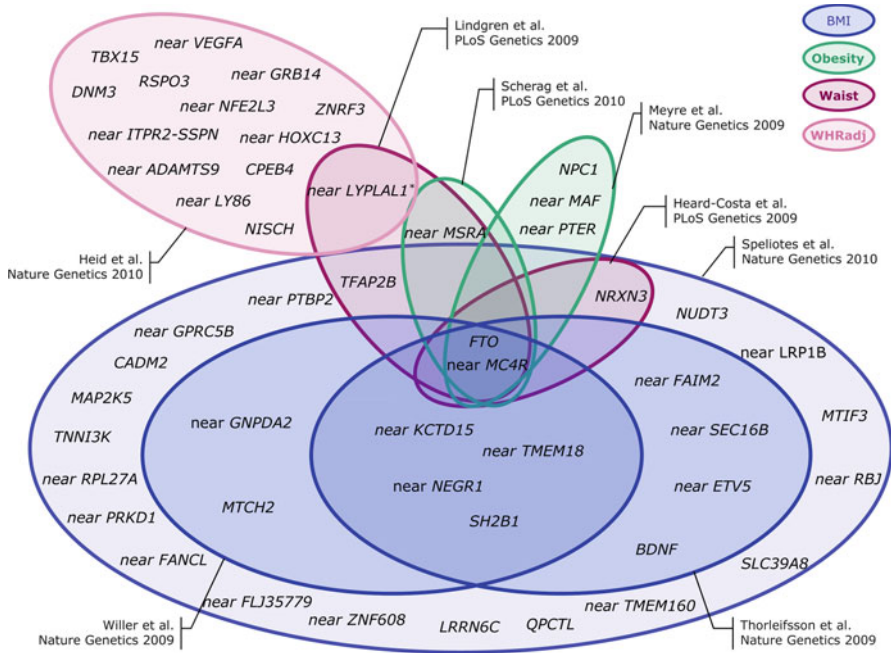 Lindgren et al.
PLoS Genetics 2009
BMI
Obesity
Waist
WHRadj
near VEGFA
TBX15
RSPO3
near GRB14
DNM3
near NFE2L3
ZNRF3
near ITPR2-SSPN
near HOXC13
near ADAMTS9
CPEB4
near LYPLAL1*
near LY86
NISCH
Scherag et al.
PLoS Genetics 2010
Meyre et al.
Nature Genetics 2009
NPC1
near MAF
near PTER
near MSRA
Heard-Costa et al.
PLoS Genetics 2009
Heid et al.
Nature Genetics 2010
Speliotes et al.
Nature Genetics 2010
TFAP2B
NRXN3
near PTBP2
NUDT3
near GPRC5B
FTO
near LRP1B
CADM2
near MC4R
near FAIM2
MAP2K5
near GNPDA2
near KCTD15
MTIF3
TNNI3K
near TMEM18
near SEC16B
near RPL27A
near NEGR1
near ETV5
near RBJ
near PRKD1
MTCH2
SH2B1
near FANCL
BDNF
SLC39A8
near FLJ35779
near ZNF608
LRRN6C
QPCTL
near TMEM160
Willer et al.
Nature Genetics 2009
Thorleifsson et al.
Nature Genetics 2009